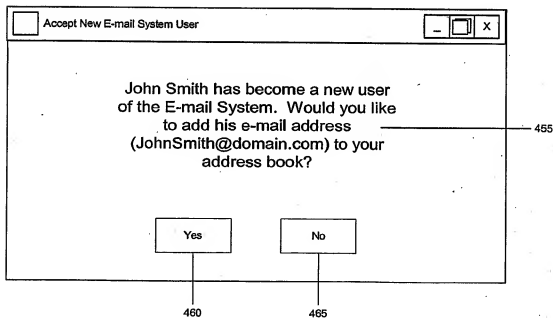 Accept New E-mail System User
_ X
John Smith has become a new user
of the E-mail System. Would you like
to add his e-mail address
(JohnSmith@domain.com) to your
address book?
455
Yes No
460 465